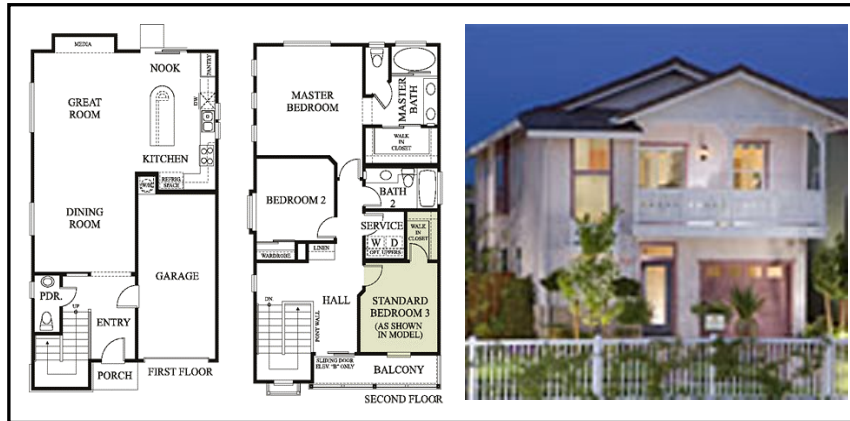 MEDIA
NOOK
PANTRY
GREAT
ROOM
D/W
KITCHEN
REFRIG.
SPACE
W/H
DINING
ROOM
GARAGE
PDR.
UP
ENTRY
PORCH
FIRST FLOOR
MASTER
BEDROOM
MASTER
BATH
WALK
IN
CLOSET
BEDROOM 2
BATH
2
SERVICE
W D
OPT. UPPERS
WALK
IN
CLOSET
WARDROBE
LINEN
DN.
HALL
PONY WALL
STANDARD
BEDROOM 3
(AS SHOWN
IN MODEL)
SLIDING DOOR
ELEV. "B" ONLY
BALCONY
SECOND FLOOR